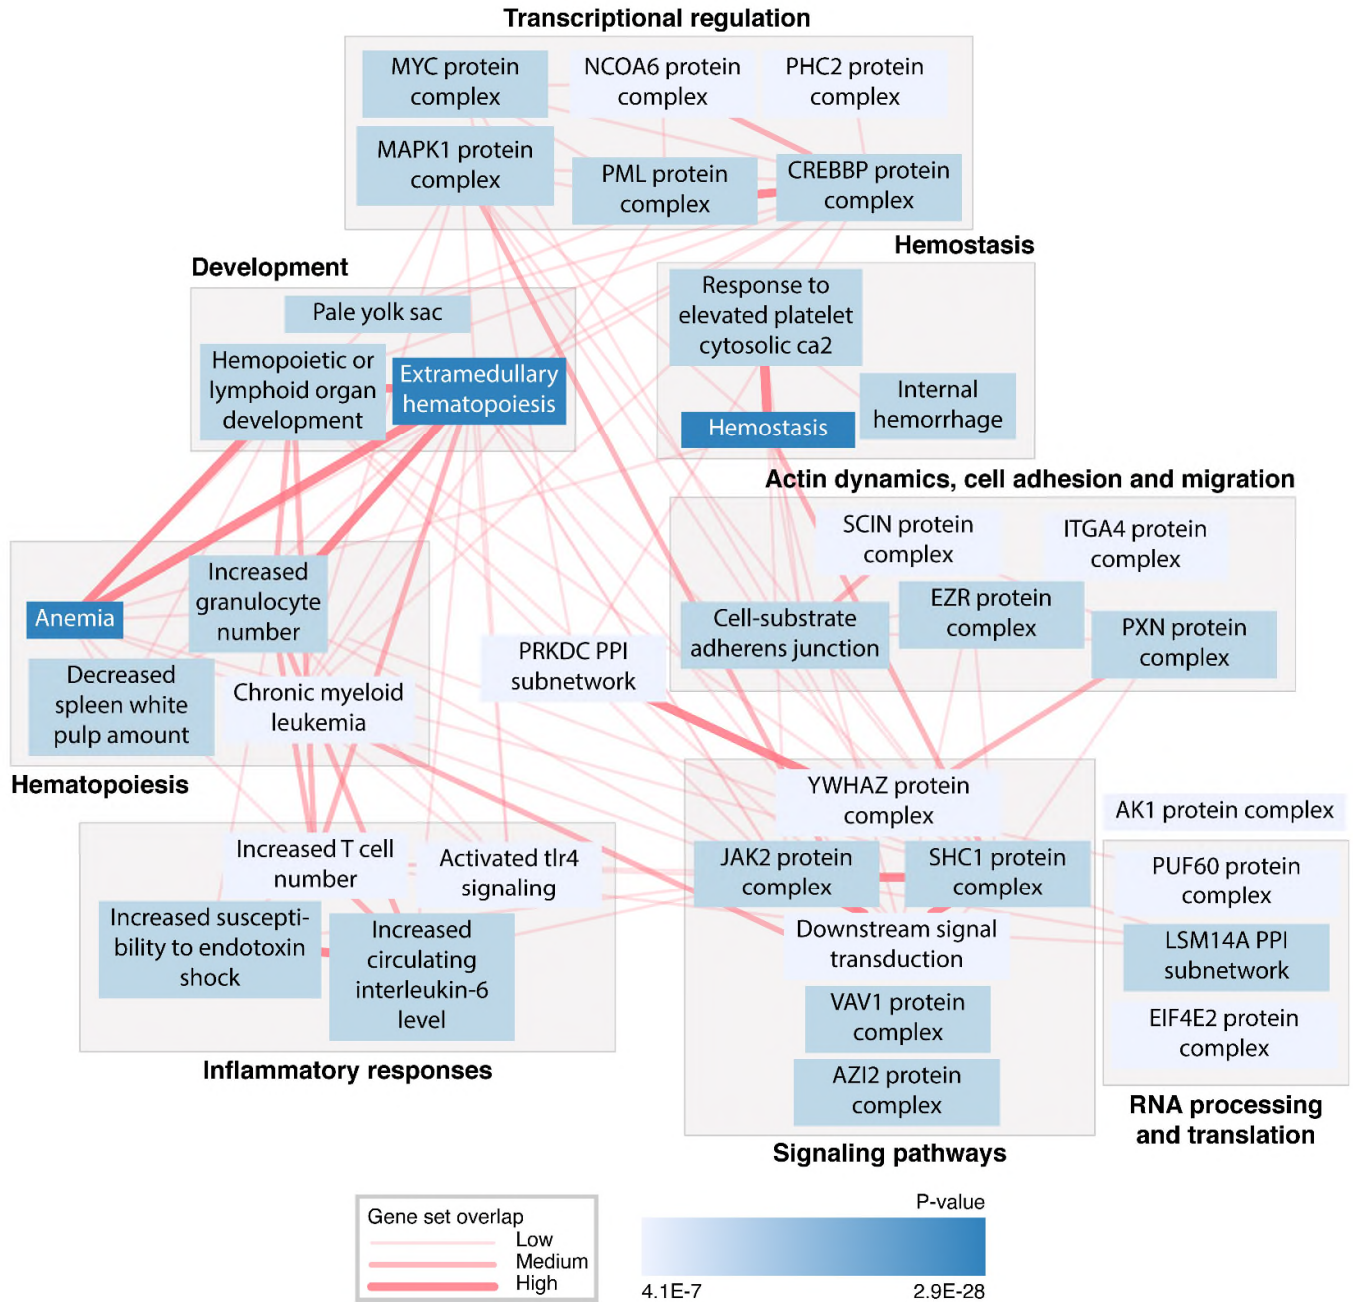 Transcriptional regulation
MYC protein
complex
NCOA6 protein
complex
PHC2 protein
complex
MAPK1 protein
complex
PML protein
complex
CREBBP protein
complex
Development
Pale yolk sac
Hemopoietic or
lymphoid organ
development
Extramedullary
hematopoiesis
Hemostasis
Response to
elevated platelet
cytosolic ca2
Internal
hemorrhage
Hemostasis
Actin dynamics, cell adhesion and migration
SCIN protein
complex
ITGA4 protein
complex
Cell-substrate
adherens junction
EZR protein
complex
PXN protein
complex
Anemia
Increased
granulocyte
number
Decreased
spleen white
pulp amount
Chronic myeloid
leukemia
Hematopoiesis
PRKDC PPI
subnetwork
Increased T cell
number
Activated tlr4
signaling
Increased suscepti-
bility to endotoxin
shock
Increased
circulating
interleukin-6
level
Inflammatory responses
YWHAZ protein
complex
JAK2 protein
complex
SHC1 protein
complex
Downstream signal
transduction
VAV1 protein
complex
AZI2 protein
complex
Signaling pathways
AK1 protein complex
PUF60 protein
complex
LSM14A PPI
subnetwork
EIF4E2 protein
complex
RNA processing
and translation
Gene set overlap
Low
Medium
High
P-value
4.1E-7
2.9E-28